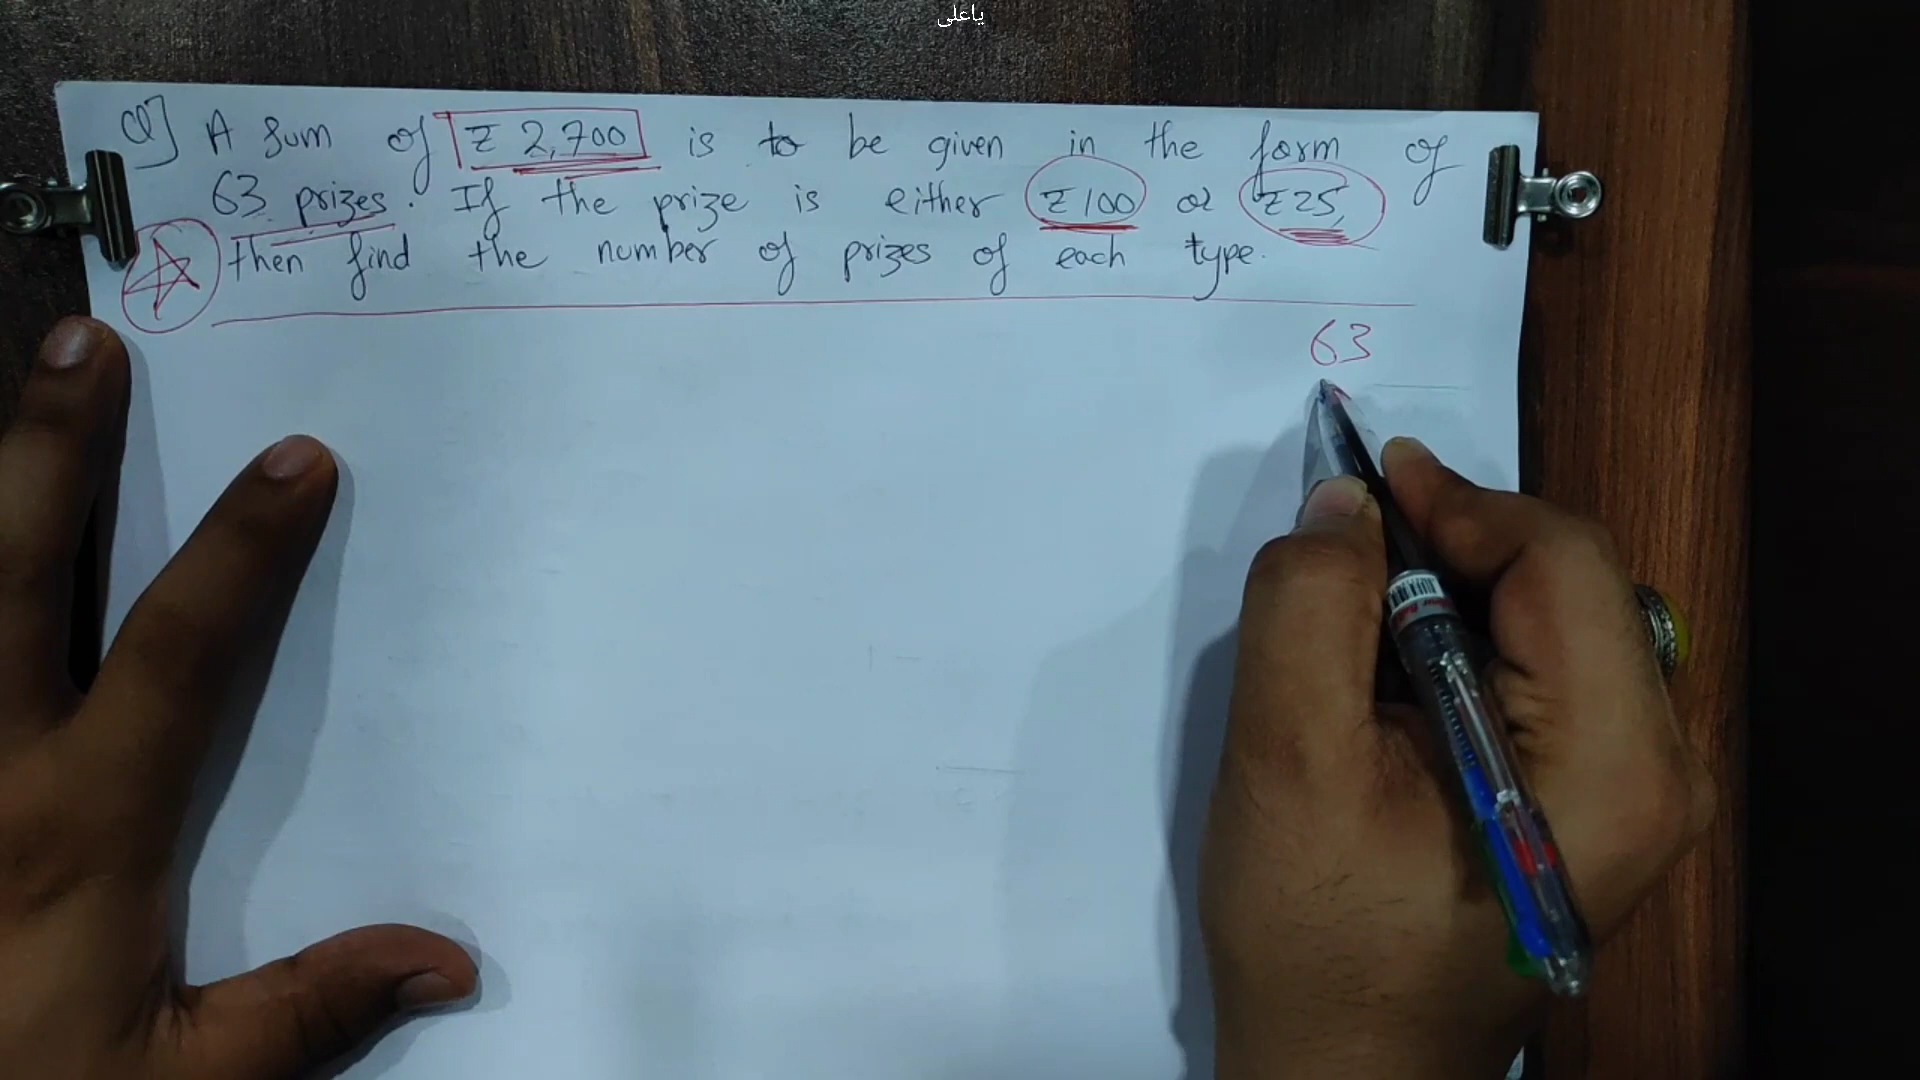 ياعلى
Q] A sum of ₹ 2,700 is to be given in the form of
63 prizes. If the prize is either ₹ 100 or ₹ 25,
then find the number of prizes of each type.
63